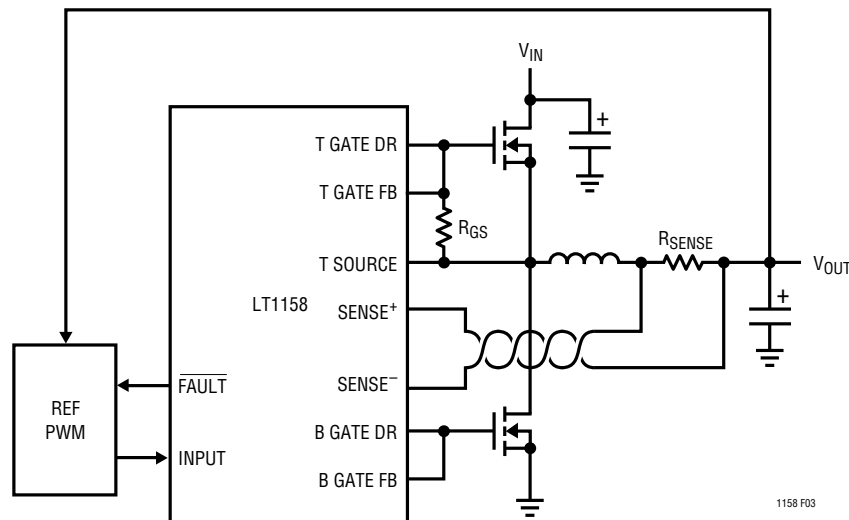 V_IN
T GATE DR
T GATE FB
R_GS
R_SENSE
T SOURCE
V_OUT
LT1158
SENSE⁺
SENSE⁻
FAULT
REF
PWM
B GATE DR
INPUT
B GATE FB
+
+
1158 F03